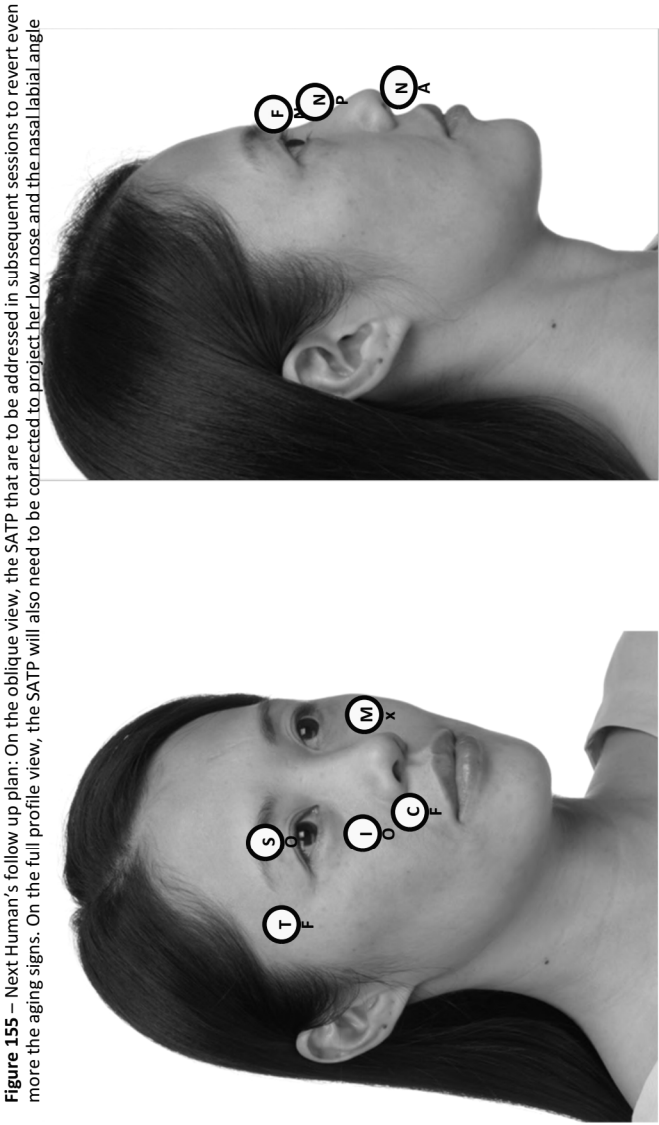 Figure 155 – Next Human's follow up plan: On the oblique view, the SATP that are to be addressed in subsequent sessions to revert even
more the aging signs. On the full profile view, the SATP will also need to be corrected to project her low nose and the nasal labial angle
T
F
S
O
I
O
C
F
M
x
F
N
N
P
N
A